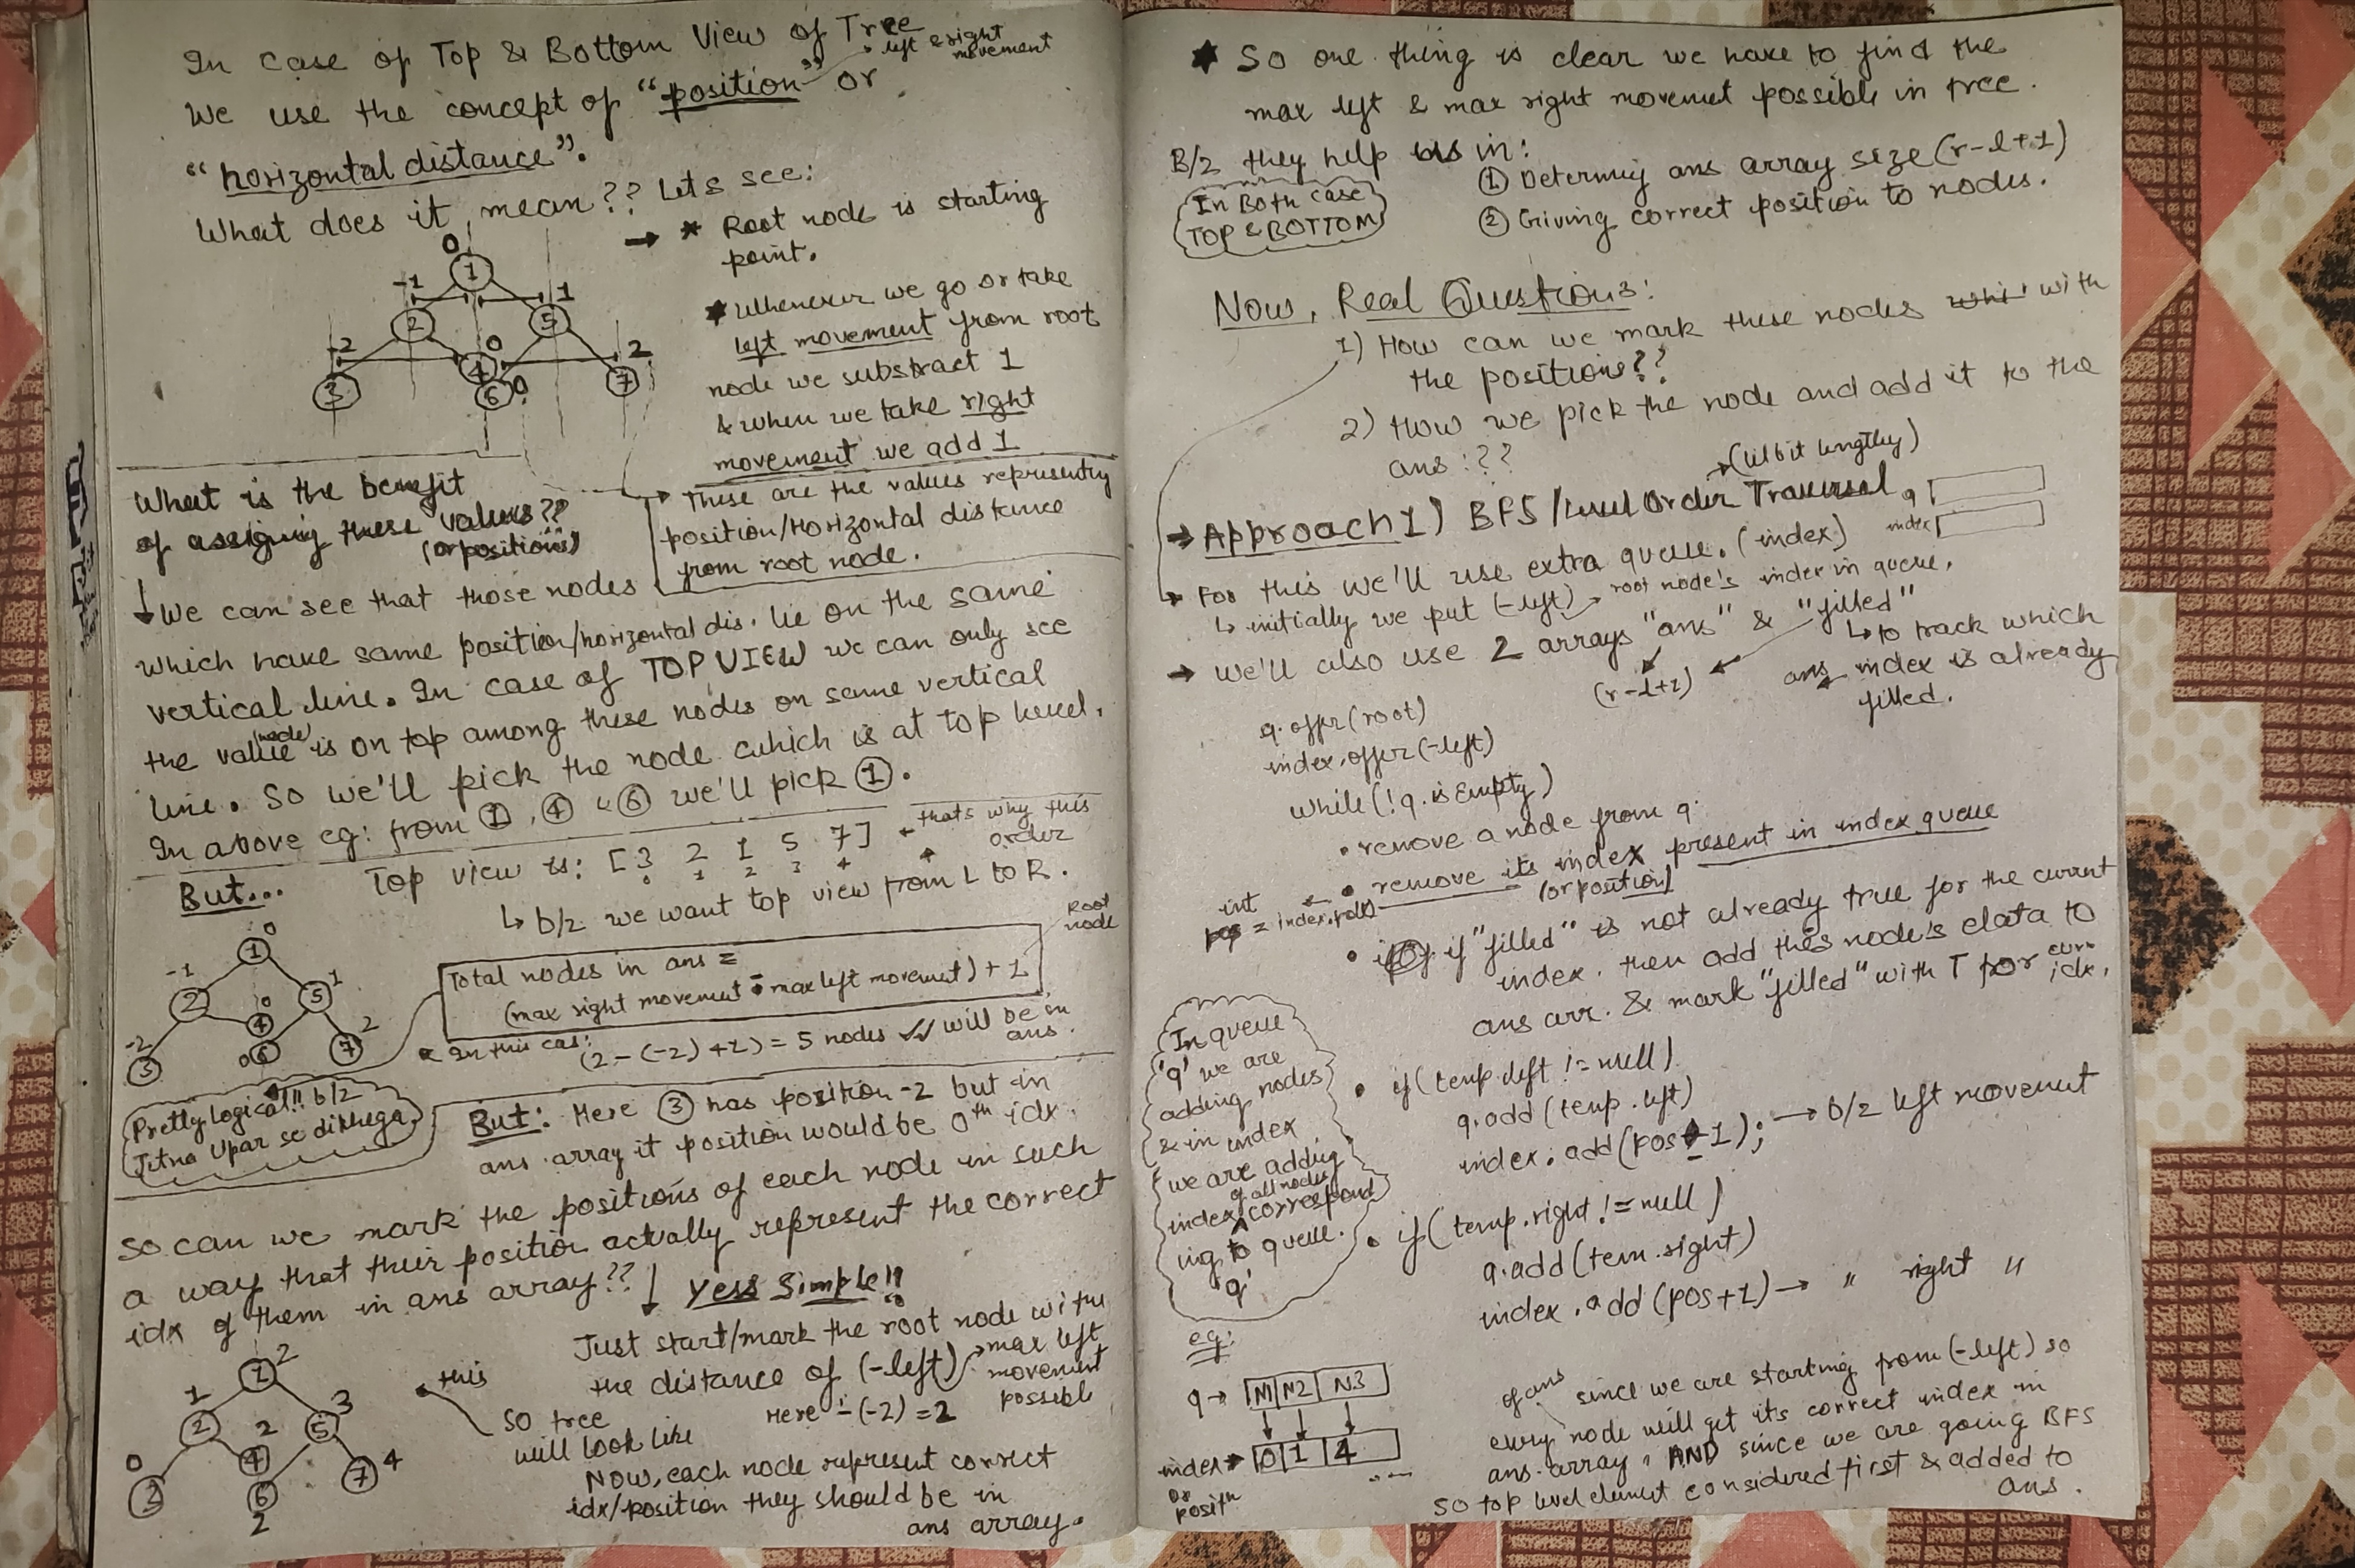 In case of Top & Bottom View of Tree
left & right
movement
We use the concept of "position" or
"horizontal distance".
What does it mean?? Lets see:
0
1
-1
1
2
5
-2
0
2
3
4
6
0
7
→ * Root node is starting
point.
* Whenever we go or take
left movement from root
node we substract 1
& when we take right
movement we add 1
→ These are the values representing
position/Horizontal distance
from root node.
What is the benefit
of assigning these values??
(or positions)
↓ We can see that those nodes
which have same position/horizontal dis. lie on the same
vertical line. In case of TOP VIEW we can only see
the value is on top among these nodes on same vertical
(node)
line. So we'll pick the node which is at top level.
In above eg: from ①, ④ & ⑥ we'll pick ①.
Top view is: [3 2 1 5 7] ← that's why this
order
0 1 2 3 4
↳ b/z we want top view from L to R.
But...
0
1
-1
1
2
5
-2
0
2
3
4
0
6
7
Root
node
Total nodes in ans =
(max right movement - max left movement) + 1
* In this cas:
(2 - (-2) + 1) = 5 nodes will be in
ans.
Pretty logical!! b/z
Jitna Upar se dikhega
But: Here ③ has position -2 but in
ans array it position would be 0th idx.
So can we mark the positions of each node in such
a way that their position actually represent the correct
idx of them in ans array??
↓ Yess Simple!!
Just start/mark the root node with
the distance of (-left) → max left
movement
possible
Here - (-2) = 2
this
So tree
will look like
Now, each node represent correct
idx/position they should be in
ans array.
2
1
1
3
2
2
5
0
4
4
3
6
7
2
★ So one thing is clear we have to find the
max left & max right movemet possible in tree.
B/z they help us in:
In Both Case
TOP & BOTTOM
① Determiig ans array size (r-l+1)
② Giving correct position to nodes.
Now, Real Questions:
1) How can we mark these nodes with
the positions??
2) How we pick the node and add it to the
ans:??
→ (lil bit lengthy)
→ Approach 1) BFS/Level Order Traversal
q
index
→ For this we'll use extra queue. (index)
↳ initially we put (-left) → root node's index in queue.
→ We'll also use 2 arrays "ans" & "filled"
(r-l+1)
↳ to track which
ans index is already
filled.
q.offer(root)
index.offer(-left)
while(!q.isEmpty)
• remove a node from q.
• remove its index present in index queue
(or position)
int
pos = index.poll()
• if "filled" is not already true for the current
index. then add this node's data to
ans arr. & mark "filled" with T for curr
idx.
In queue
'q' we are
adding nodes
& in index
we are addig
of all nodes
index correspond
ing to queue.
'q'
• if(temp.left != null)
q.add(temp.left)
index.add(pos-1); → b/z left movement
• if(temp.right != null)
q.add(tem.right)
index.add(pos+1) → " right "
eg:
q → N1 N2 N3
index → 0 1 4
or
positn
of ans
since we are starting from (-left) so
every node will get its correct index in
ans array, AND since we are going BFS
so top level element considered first & added to
ans.